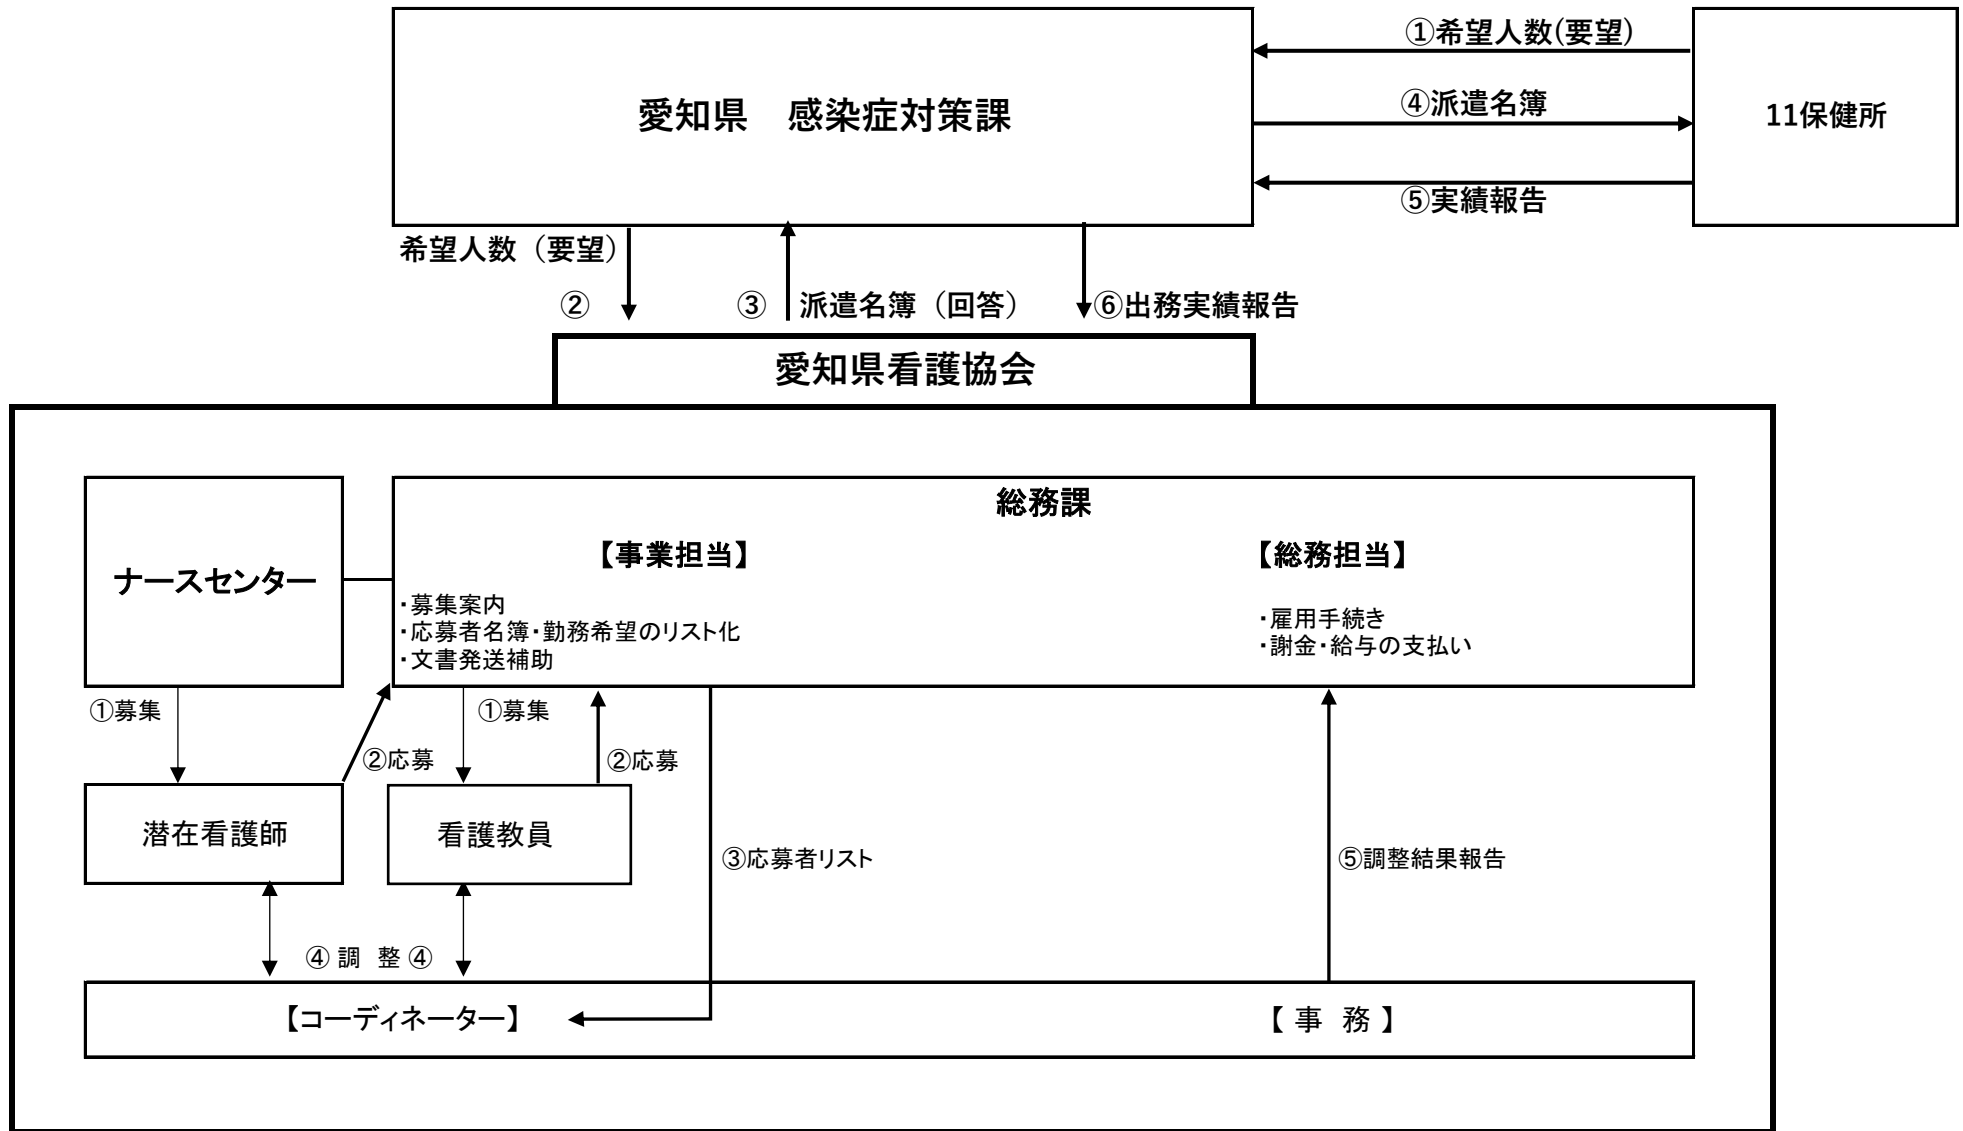 ①希望人数(要望)
愛知県　感染症対策課
④派遣名簿
11保健所
⑤実績報告
希望人数（要望）
②
③
派遣名簿（回答）
⑥出務実績報告
愛知県看護協会
総務課
ナースセンター
【事業担当】
・募集案内
・応募者名簿・勤務希望のリスト化
・文書発送補助
【総務担当】
・雇用手続き
・謝金・給与の支払い
①募集
②応募
①募集
②応募
潜在看護師
看護教員
③応募者リスト
⑤調整結果報告
④ 調　整 ④
【コーディネーター】
【 事　務 】